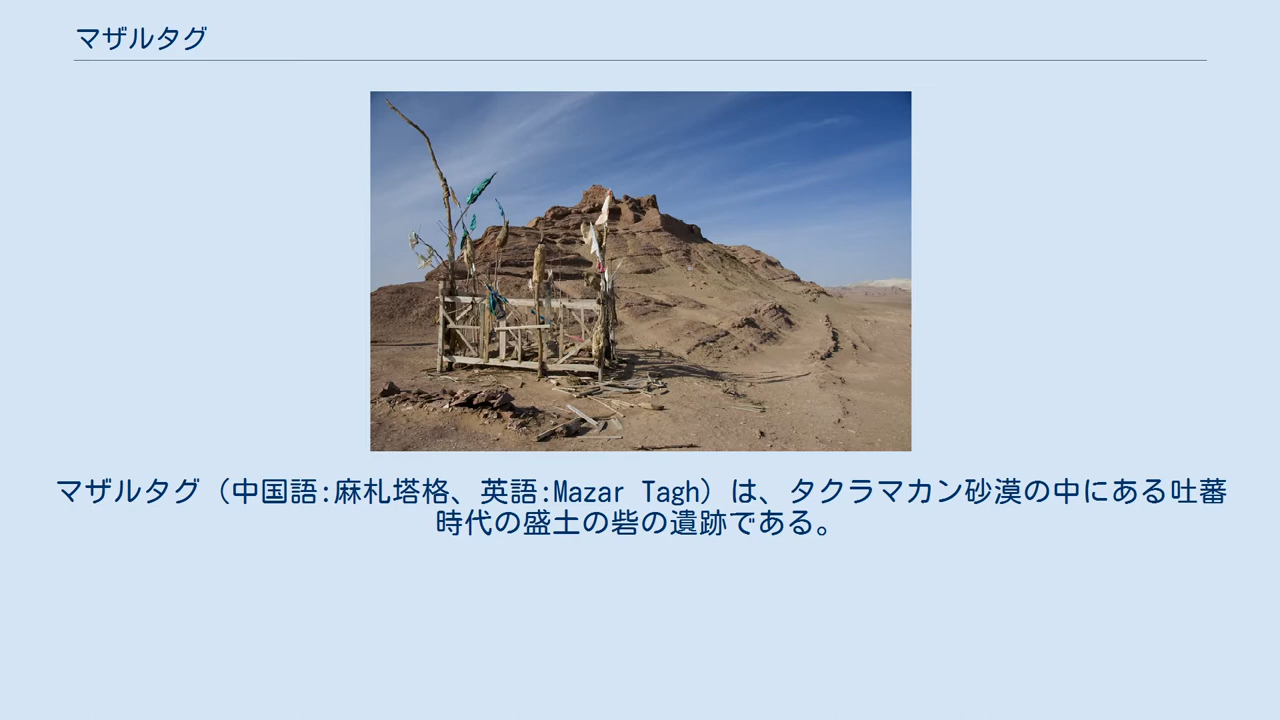 マザルタグ
マザルタグ（中国語:麻札塔格、英語:Mazar Tagh）は、タクラマカン砂漠の中にある吐蕃
時代の盛土の砦の遺跡である。